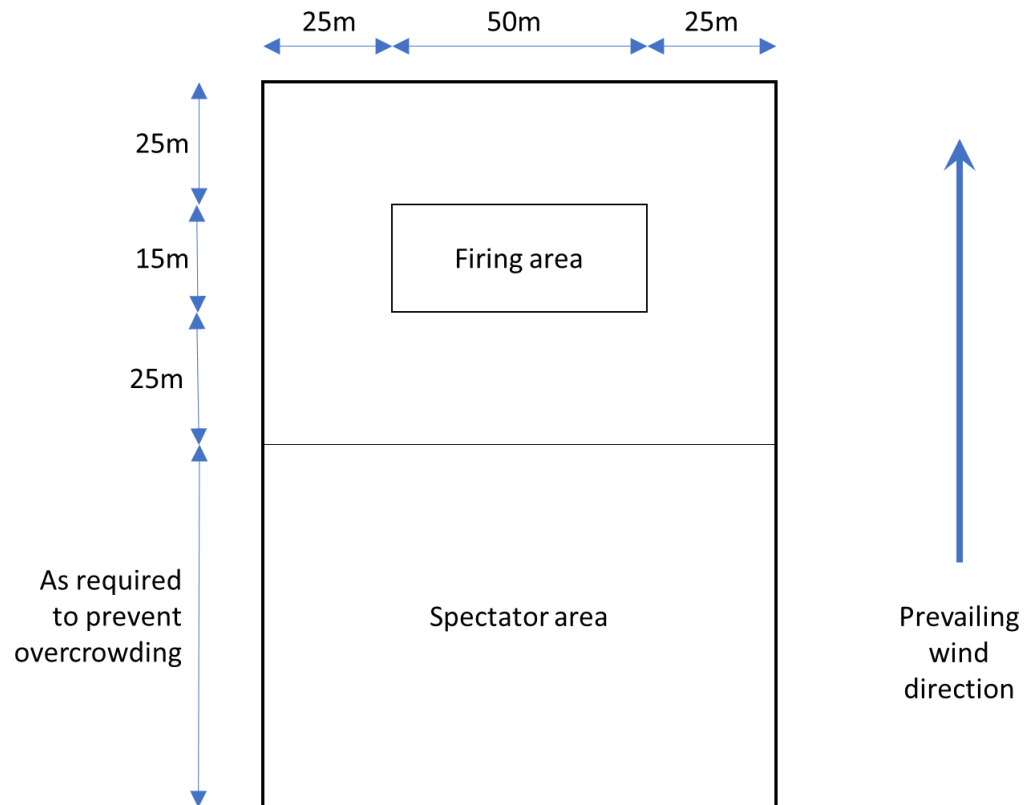 25m
50m
25m
25m
15m
Firing area
25m
As required
to prevent
overcrowding
Spectator area
Prevailing
wind
direction